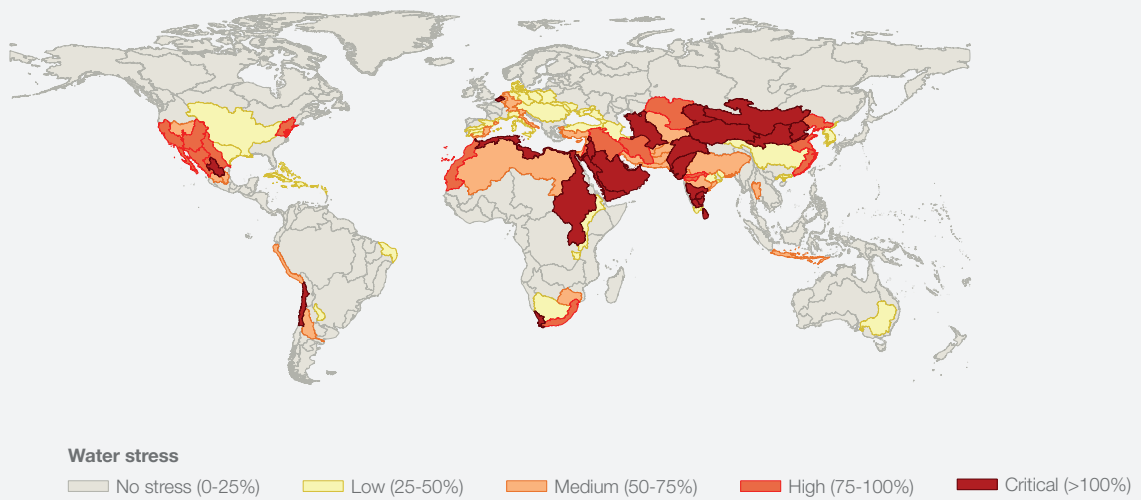 Water stress
No stress (0-25%)
Low (25-50%)
Medium (50-75%)
High (75-100%)
Critical (>100%)